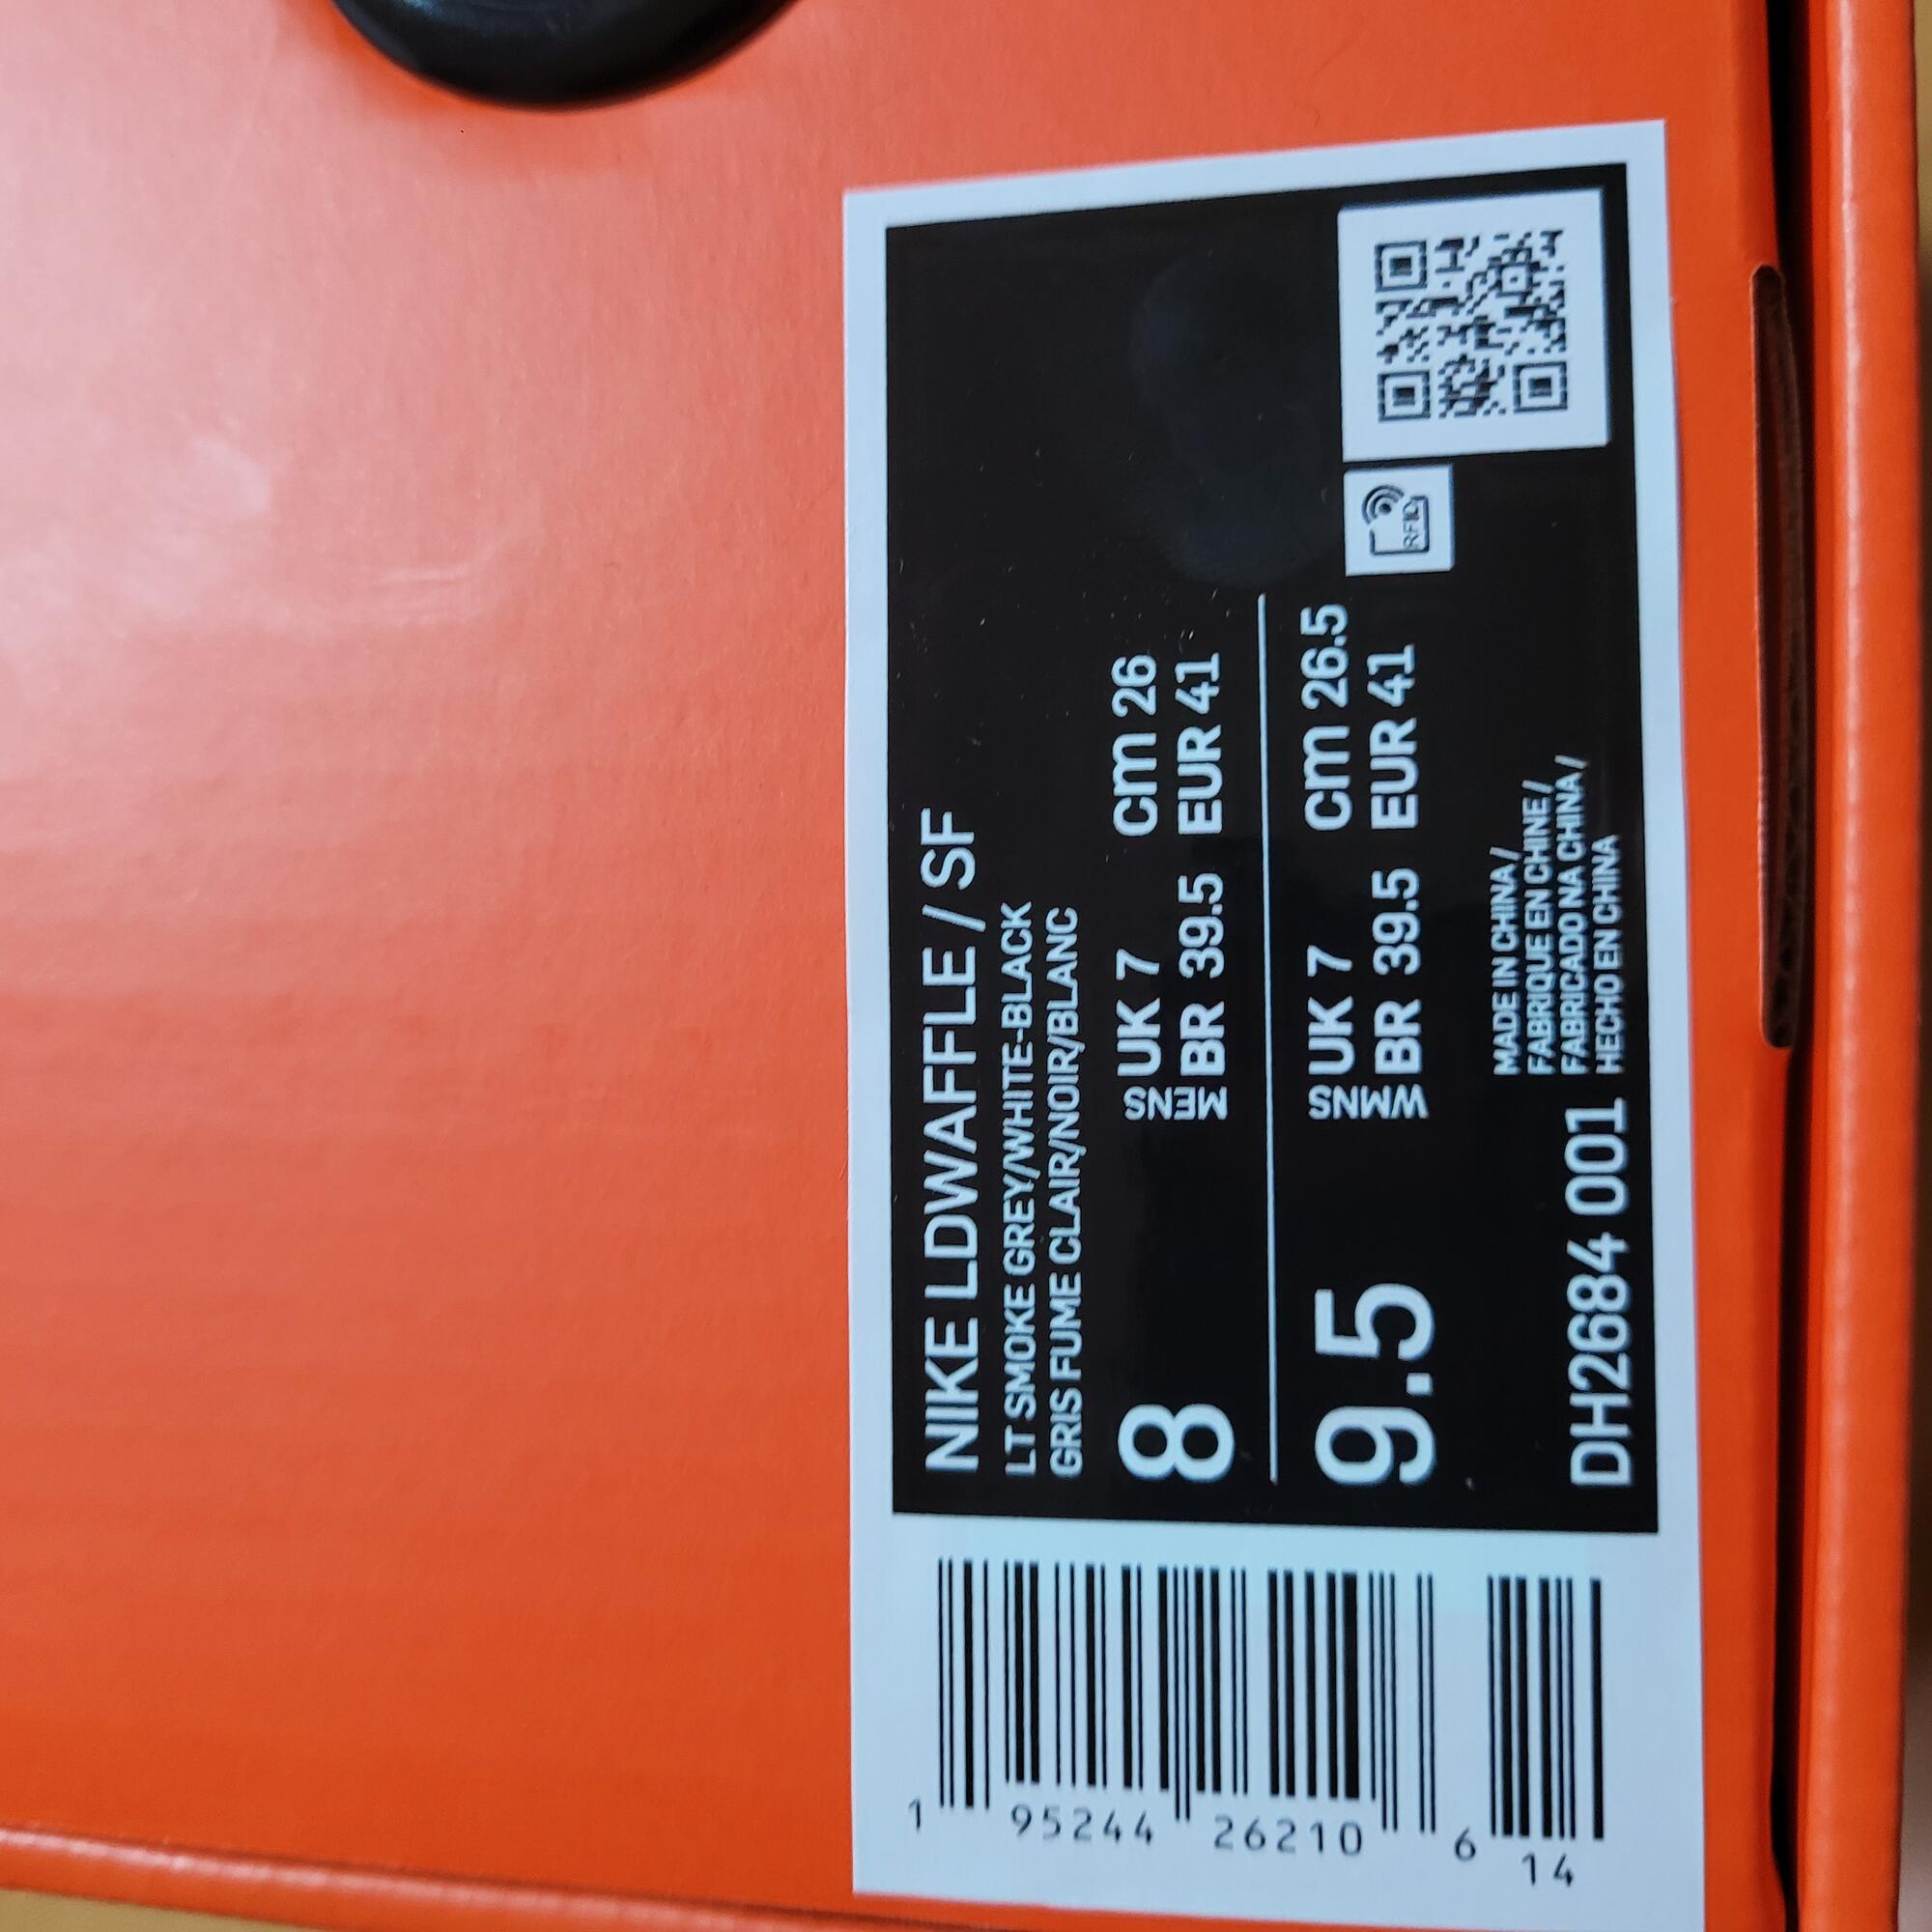 NIKE LDWAFFLE / SF
LT SMOKE GREY/WHITE-BLACK
GRIS FUME CLAIR/NOIR/BLANC
8
MENS
UK 7 cm 26
BR 39.5 EUR 41
9.5
WMNS
UK 7 cm 26.5
BR 39.5 EUR 41
RFID
DH2684 001
MADE IN CHINA /
FABRIQUE EN CHINE /
FABRICADO NA CHINA /
HECHO EN CHINA
1 95244 26210 6
14